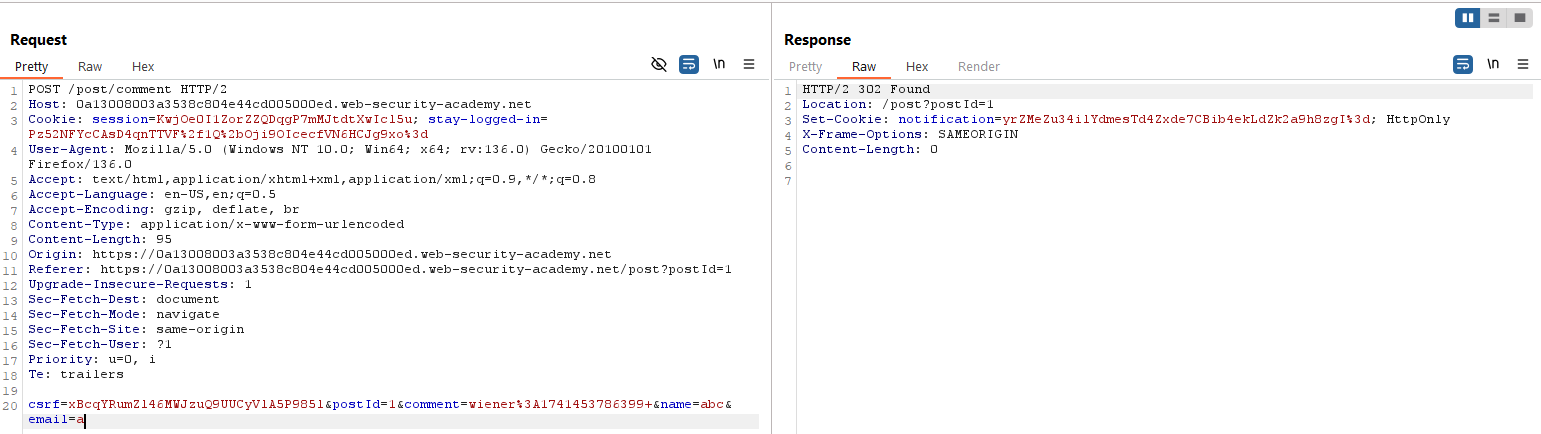 Request
Pretty Raw Hex
\n
1 POST /post/comment HTTP/2
2 Host: 0a13008003a3538c804e44cd005000ed.web-security-academy.net
3 Cookie: session=KwjOe0I1ZorZZQDqgP7mMJtdtXwIcl5u; stay-logged-in=
Pz52NFYcCAsD4qnTTVF%2f1Q%2bOji9OIcecfVN6HCJg9xo%3d
4 User-Agent: Mozilla/5.0 (Windows NT 10.0; Win64; x64; rv:136.0) Gecko/20100101
Firefox/136.0
5 Accept: text/html,application/xhtml+xml,application/xml;q=0.9,*/*;q=0.8
6 Accept-Language: en-US,en;q=0.5
7 Accept-Encoding: gzip, deflate, br
8 Content-Type: application/x-www-form-urlencoded
9 Content-Length: 95
10 Origin: https://0a13008003a3538c804e44cd005000ed.web-security-academy.net
11 Referer: https://0a13008003a3538c804e44cd005000ed.web-security-academy.net/post?postId=1
12 Upgrade-Insecure-Requests: 1
13 Sec-Fetch-Dest: document
14 Sec-Fetch-Mode: navigate
15 Sec-Fetch-Site: same-origin
16 Sec-Fetch-User: ?1
17 Priority: u=0, i
18 Te: trailers
19
20 csrf=xBcqYRumZl46MWJzuQ9UUCyVlA5P985l&postId=1&comment=wiener%3A1741453786399+&name=abc&
email=a
Response
Pretty Raw Hex Render
\n
1 HTTP/2 302 Found
2 Location: /post?postId=1
3 Set-Cookie: notification=yrZMeZu34ilYdmesTd4Zxde7CBib4ekLdZk2a9h8zgI%3d; HttpOnly
4 X-Frame-Options: SAMEORIGIN
5 Content-Length: 0
6
7